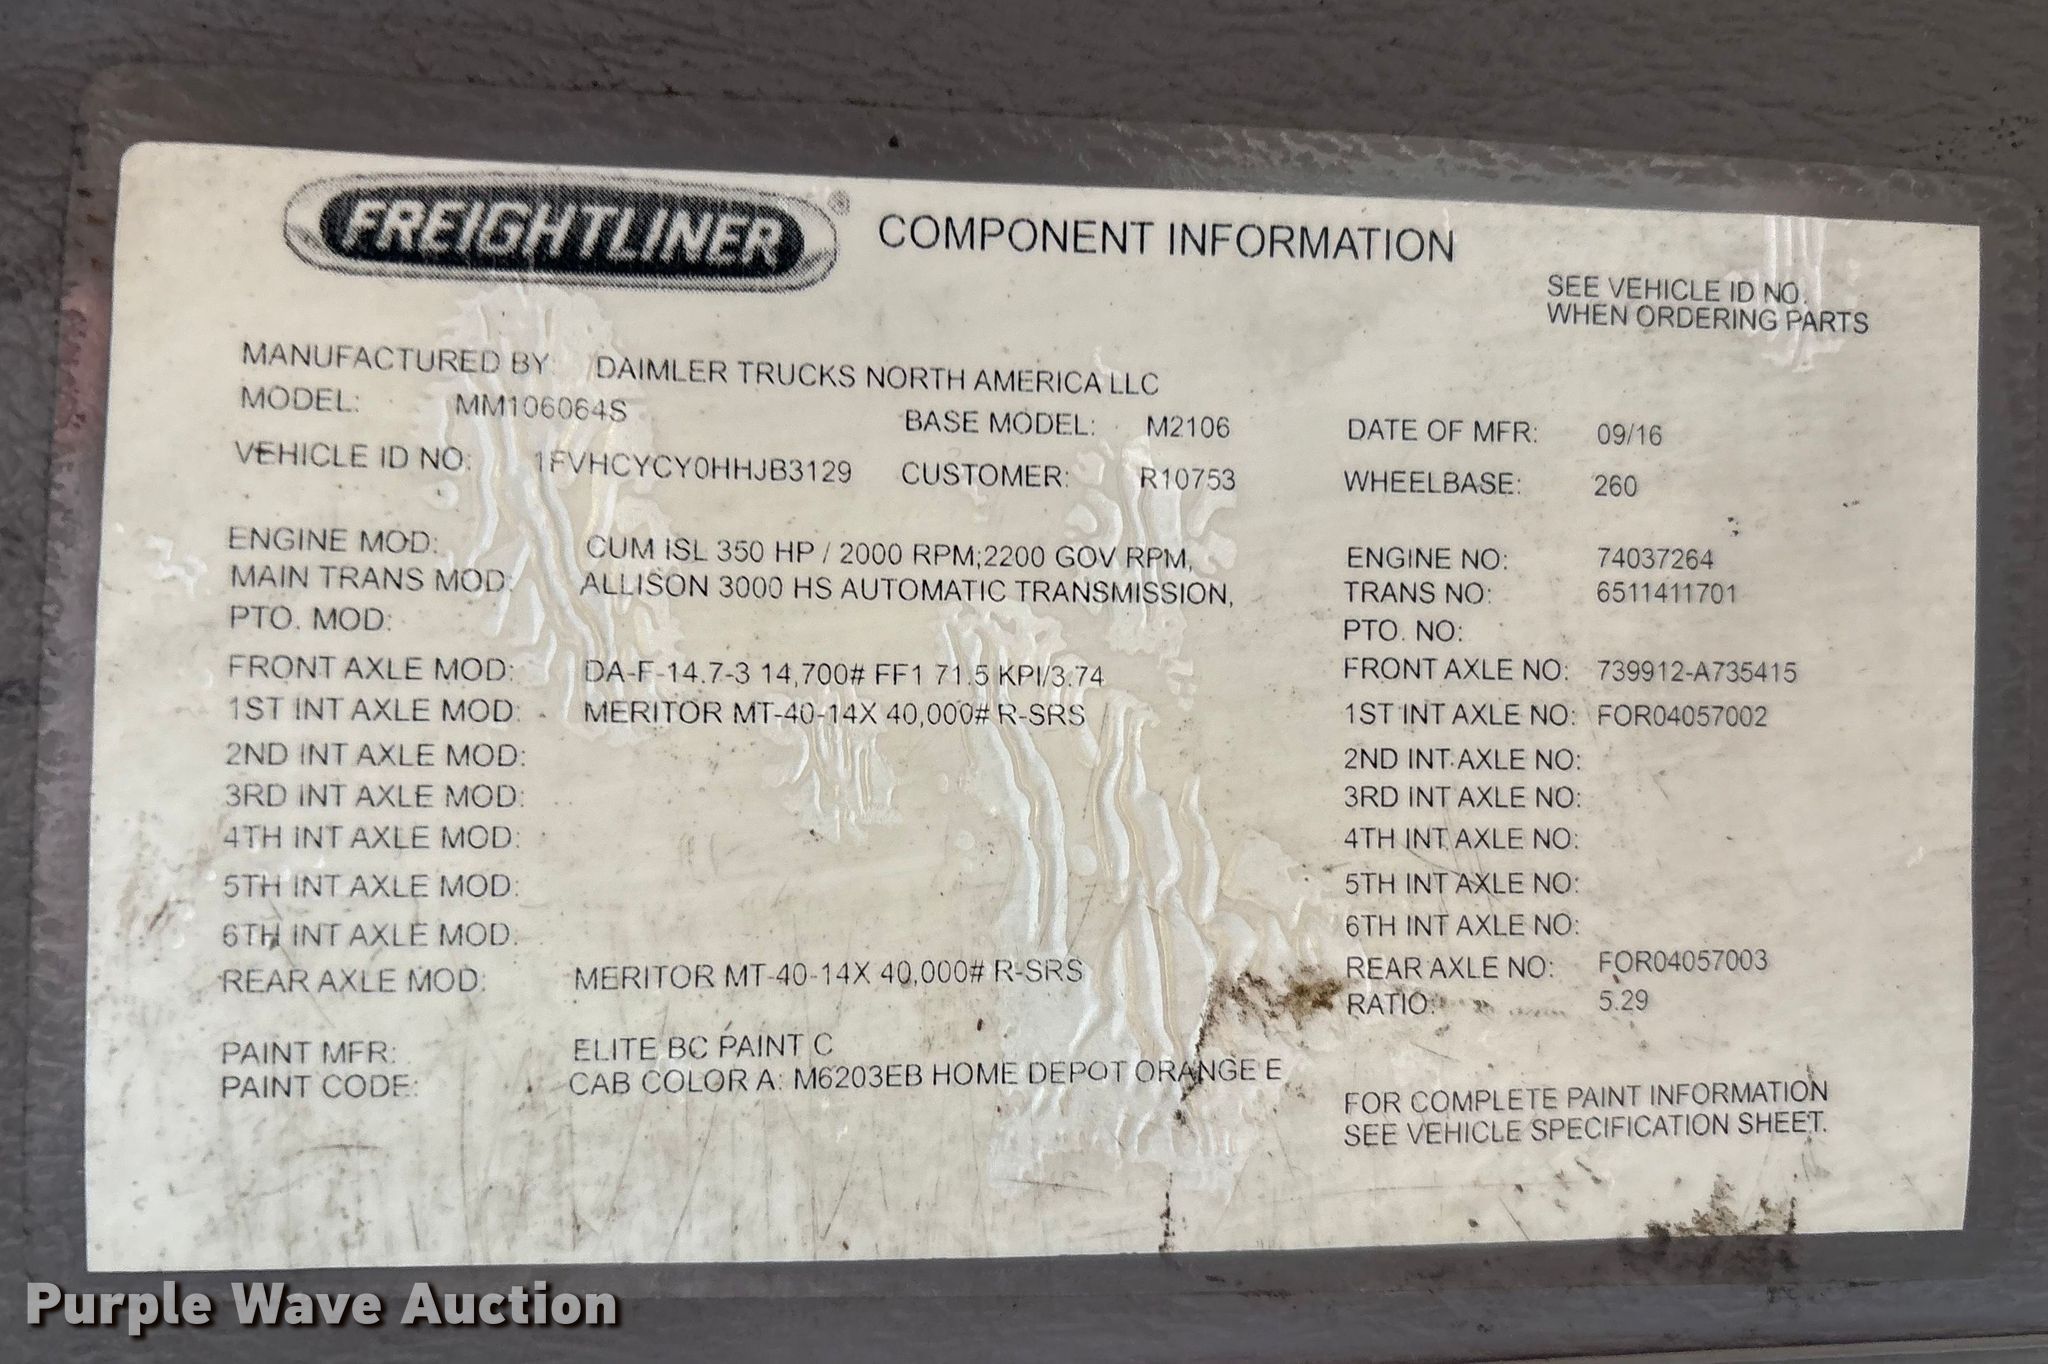 FREIGHTLINER® COMPONENT INFORMATION
SEE VEHICLE ID NO.
WHEN ORDERING PARTS
MANUFACTURED BY: DAIMLER TRUCKS NORTH AMERICA LLC
MODEL: MM106064S BASE MODEL: M2106 DATE OF MFR: 09/16
VEHICLE ID NO: 1FVHCYCY0HHJB3129 CUSTOMER: R10753 WHEELBASE: 260
ENGINE MOD: CUM ISL 350 HP / 2000 RPM;2200 GOV RPM, ENGINE NO: 74037264
MAIN TRANS MOD: ALLISON 3000 HS AUTOMATIC TRANSMISSION, TRANS NO: 6511411701
PTO. MOD: PTO. NO:
FRONT AXLE MOD: DA-F-14.7-3 14,700# FF1 71.5 KPI/3.74 FRONT AXLE NO: 739912-A735415
1ST INT AXLE MOD: MERITOR MT-40-14X 40,000# R-SRS 1ST INT AXLE NO: FOR04057002
2ND INT AXLE MOD: 2ND INT AXLE NO:
3RD INT AXLE MOD: 3RD INT AXLE NO:
4TH INT AXLE MOD: 4TH INT AXLE NO:
5TH INT AXLE MOD: 5TH INT AXLE NO:
6TH INT AXLE MOD: 6TH INT AXLE NO:
REAR AXLE MOD: MERITOR MT-40-14X 40,000# R-SRS REAR AXLE NO: FOR04057003
RATIO: 5.29
PAINT MFR: ELITE BC PAINT C
PAINT CODE: CAB COLOR A: M6203EB HOME DEPOT ORANGE E
FOR COMPLETE PAINT INFORMATION
SEE VEHICLE SPECIFICATION SHEET.
Purple Wave Auction